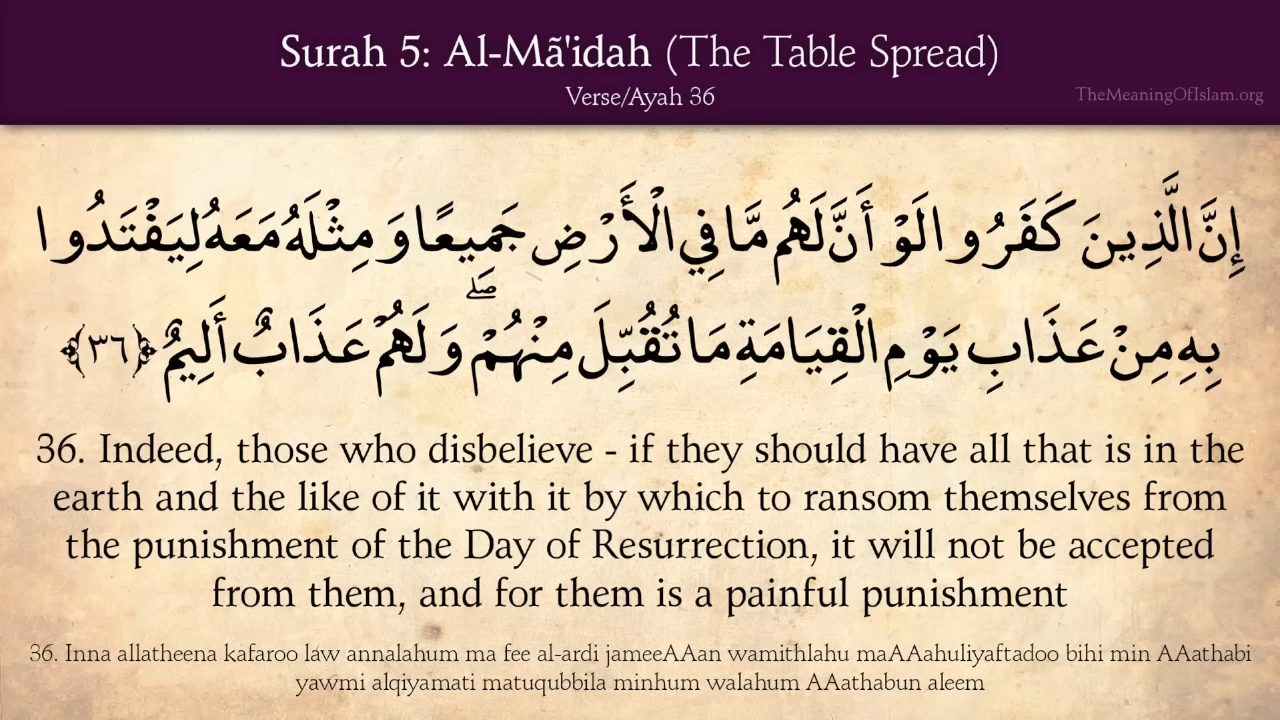 Surah 5: Al-Mã'idah (The Table Spread)
Verse/Ayah 36
TheMeaningOfIslam.org
إِنَّ الَّذِينَ كَفَرُوا لَوْ أَنَّ لَهُم مَّا فِي الْأَرْضِ جَمِيعًا وَمِثْلَهُ مَعَهُ لِيَفْتَدُوا
بِهِ مِنْ عَذَابِ يَوْمِ الْقِيَامَةِ مَا تُقُبِّلَ مِنْهُمْ ۖ وَلَهُمْ عَذَابٌ أَلِيمٌ ﴿٣٦﴾
36. Indeed, those who disbelieve - if they should have all that is in the
earth and the like of it with it by which to ransom themselves from
the punishment of the Day of Resurrection, it will not be accepted
from them, and for them is a painful punishment
36. Inna allatheena kafaroo law annalahum ma fee al-ardi jameeAAan wamithlahu maAAahuliyaftadoo bihi min AAathabi
yawmi alqiyamati matuqubbila minhum walahum AAathabun aleem